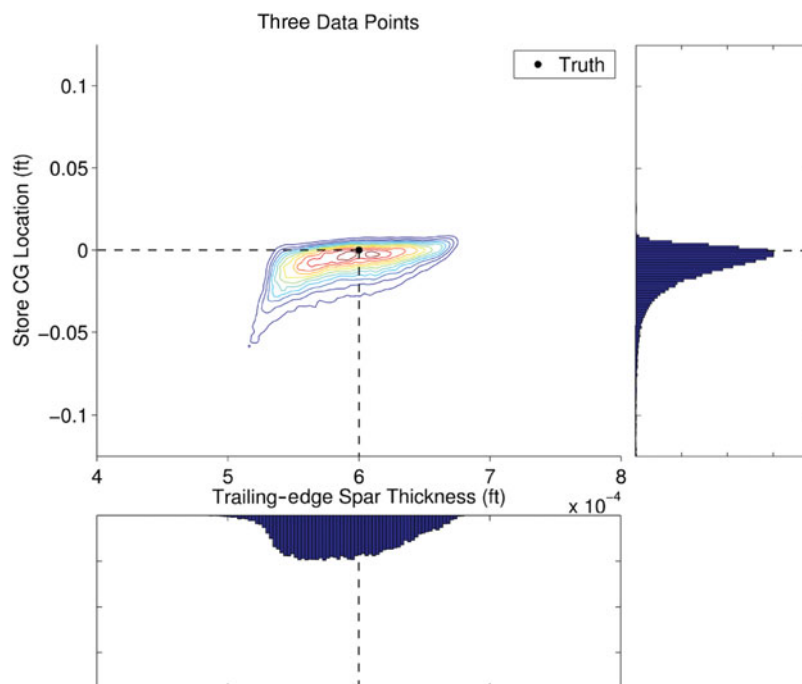 Three Data Points
Truth
Store CG Location (ft)
0.1
0.05
0
−0.05
−0.1
4
5
6
7
8
Trailing−edge Spar Thickness (ft)
x 10⁻⁴